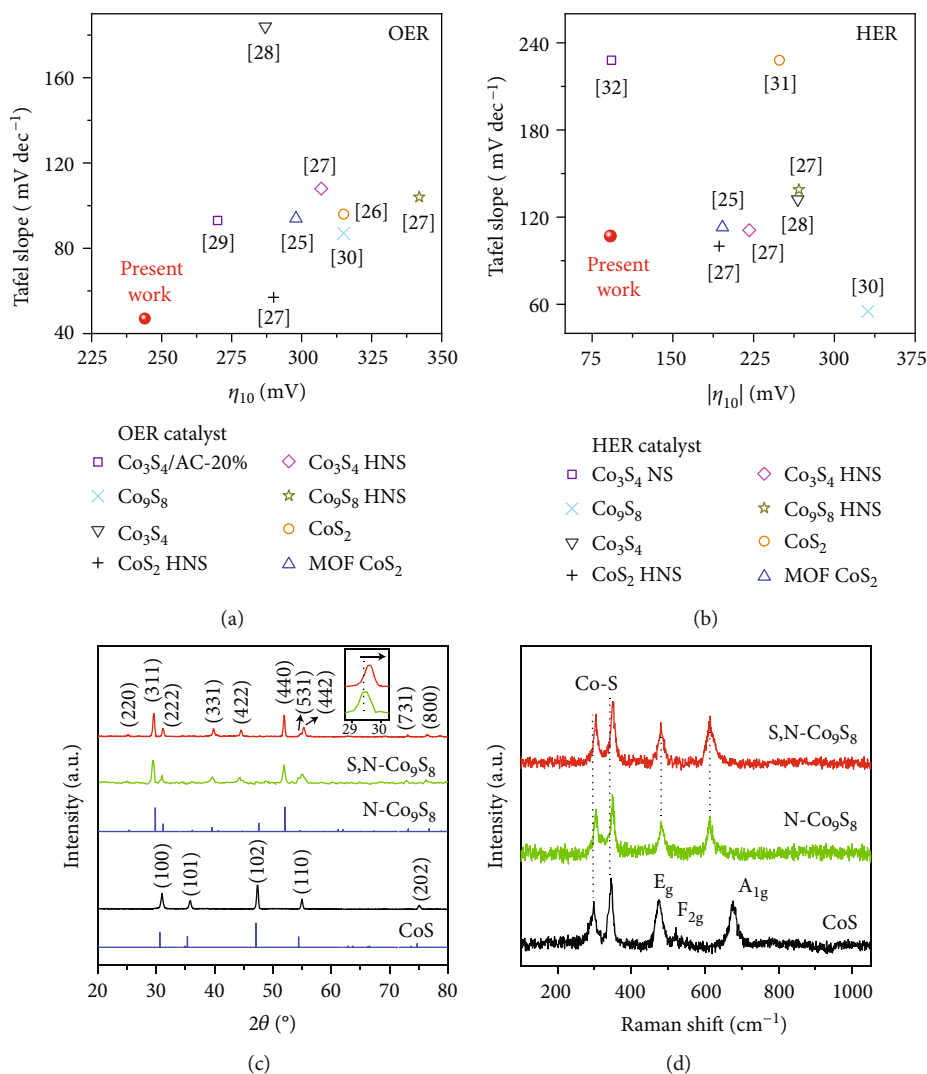 OER
Tafel slope ( mV dec⁻¹)
160
120
80
40
[28]
[27]
[26]
[27]
[29]
[25]
[30]
Present
work
[27]
225
250
275
300
325
350
η₁₀ (mV)
OER catalyst
Co₃S₄/AC-20%
Co₃S₄ HNS
Co₉S₈
Co₉S₈ HNS
Co₃S₄
CoS₂
CoS₂ HNS
MOF CoS₂
(a)
HER
Tafel slope ( mV dec⁻¹)
240
180
120
60
[32]
[31]
[27]
[25]
[28]
[27]
[27]
Present
work
[30]
75
150
225
300
375
|η₁₀| (mV)
HER catalyst
Co₃S₄ NS
Co₃S₄ HNS
Co₉S₈
Co₉S₈ HNS
Co₃S₄
CoS₂
CoS₂ HNS
MOF CoS₂
(b)
Intensity (a.u.)
(220)
(311)
(222)
(331)
(422)
(440)
(531)
(442)
(731)
(800)
29 30
S,N-Co₉S₈
N-Co₉S₈
(100)
(101)
(102)
(110)
(202)
CoS
20
30
40
50
60
70
80
2θ (°)
(c)
Intensity (a.u.)
Co-S
S,N-Co₉S₈
N-Co₉S₈
E_g
F₂g
A₁g
CoS
200
400
600
800
1000
Raman shift (cm⁻¹)
(d)